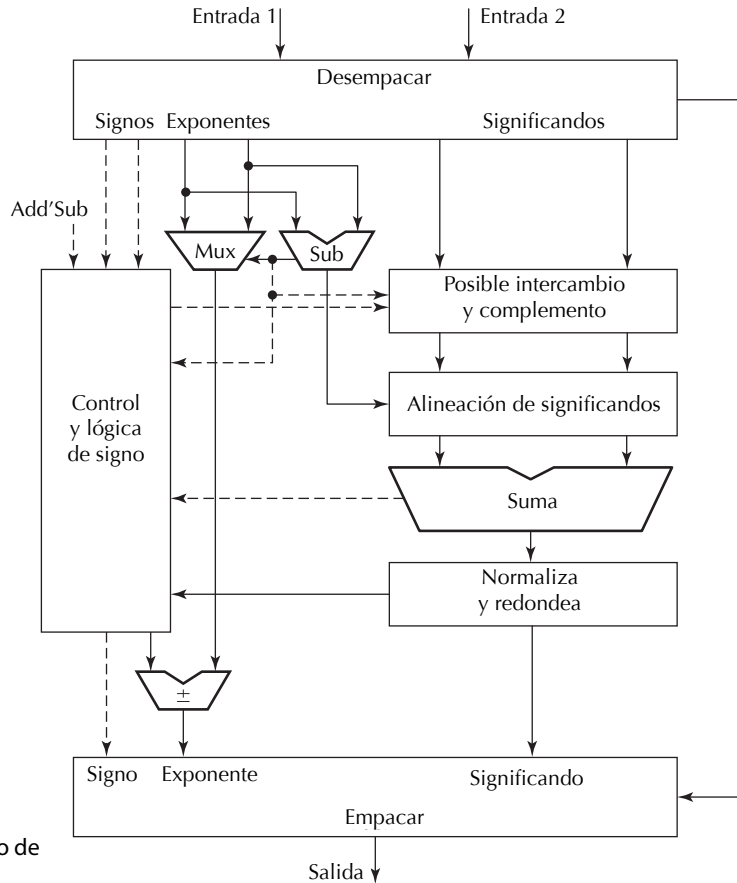 Entrada 1
Entrada 2
Desempacar
Signos
Exponentes
Significandos
Add'Sub
Mux
Sub
Posible intercambio
y complemento
Control
y lógica
de signo
Alineación de significandos
Suma
Normaliza
y redondea
±
Signo
Exponente
Significando
Empacar
o de
Salida